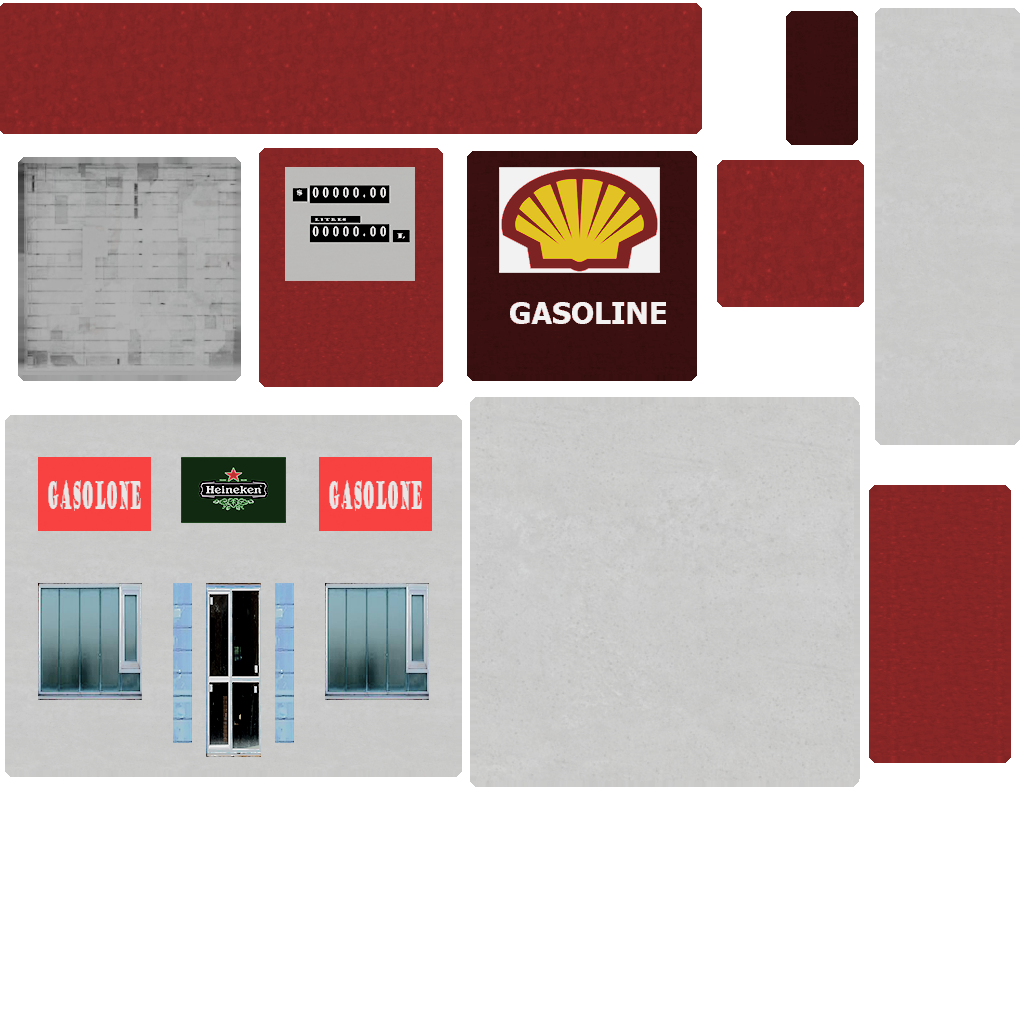 $ 00000.00
LITRES
00000.00 L
GASOLINE
GASOLONE
Heineken
GASOLONE